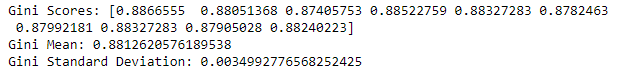 Gini Scores: [0.8866555  0.88051368 0.87405753 0.88522759 0.88327283 0.8782463
 0.87992181 0.88327283 0.87905028 0.88240223]
Gini Mean: 0.8812620576189538
Gini Standard Deviation: 0.0034992776568252425